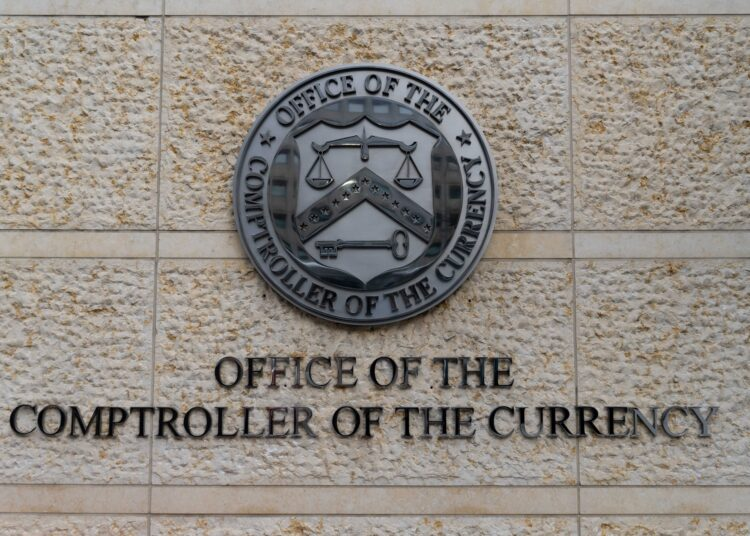 OFFICE OF THE
COMPTROLLER OF THE CURRENCY
OFFICE OF THE
COMPTROLLER OF THE CURRENCY